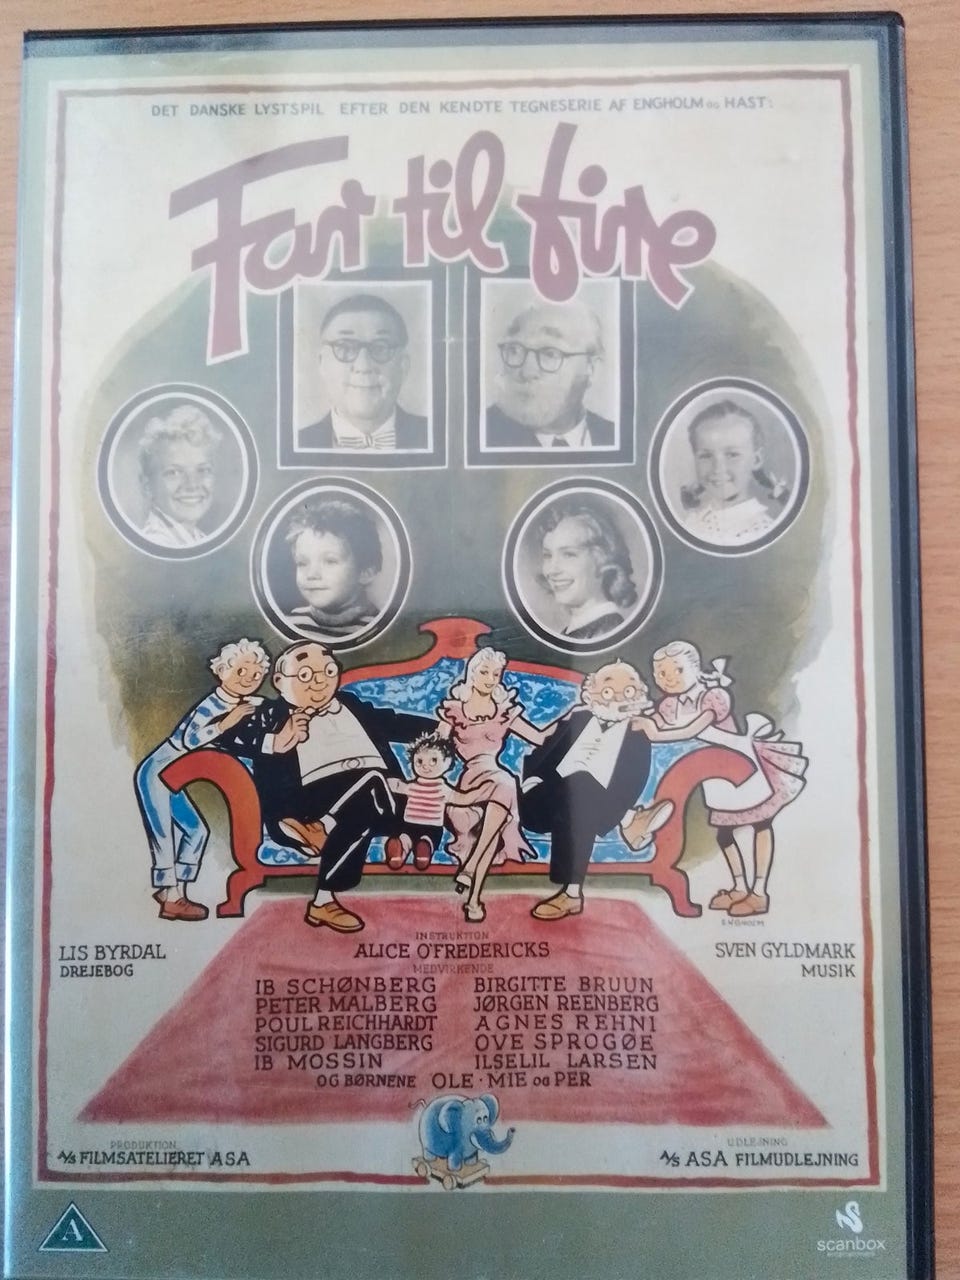 DET DANSKE LYSTSPIL EFTER DEN KENDTE TEGNESERIE AF ENGHOLM og HAST:
Far til fire
ENGHOLM
LIS BYRDAL
DREJEBOG
INSTRUKTION
ALICE O'FREDERICKS
SVEN GYLDMARK
MUSIK
MEDVIRKENDE
IB SCHØNBERG BIRGITTE BRUUN
PETER MALBERG JØRGEN REENBERG
POUL REICHHARDT AGNES REHNI
SIGURD LANGBERG OVE SPROGØE
IB MOSSIN ILSELIL LARSEN
OG BØRNENE OLE · MIE og PER
PRODUKTION
A/S FILMSATELIERET ASA
UDLEJNING
A/S ASA FILMUDLEJNING
A
scanbox
entertainment